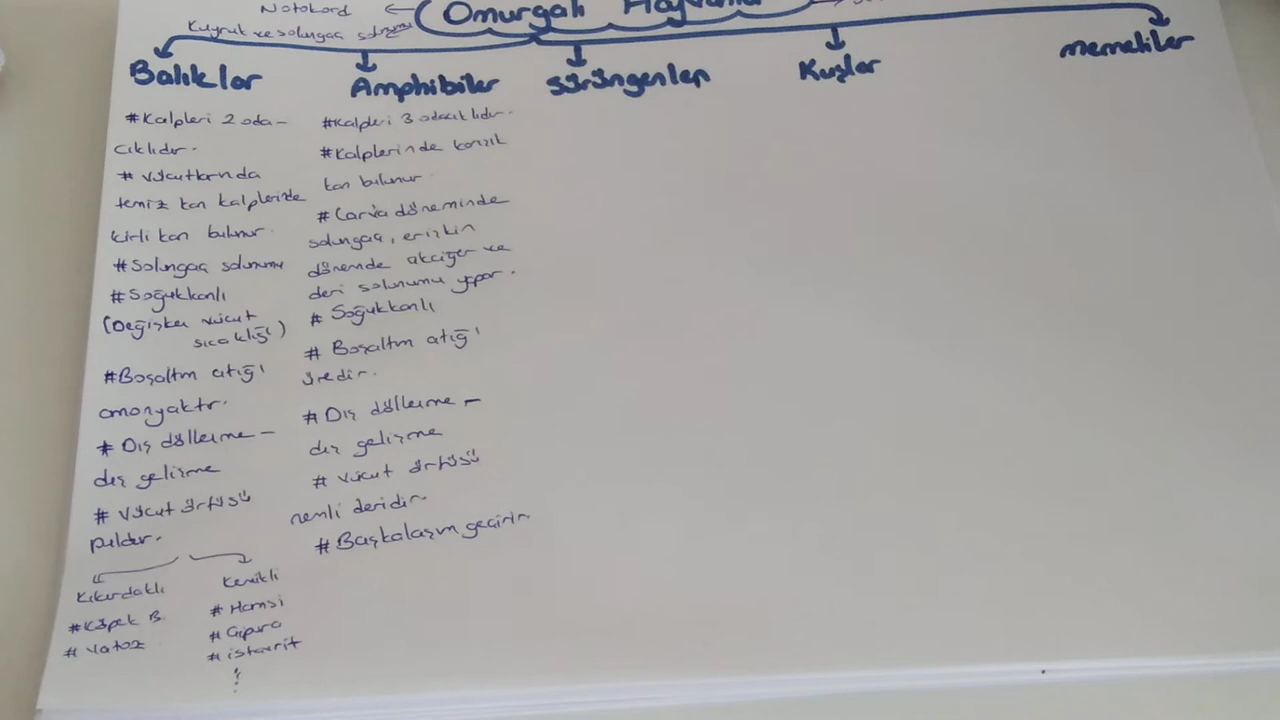 Notokord
Omurgalı Hayvanlar
Kuyruk ve solungaç solunumu
Balıklar
Amphibiler
Sürüngenler
Kuşlar
memeliler
#Kalpleri 2 oda-
cıklıdır.
# Vücutlarında
temiz kan kalplerinde
kirli kan bulunur.
#Solungaç solunumu
#Soğukkanlı
(Değişken vücut
sıcaklığı)
#Boşaltım atığı
amonyaktır.
# Dış döllenme -
dış gelişme
# Vücut örtüsü
puldur.
Kıkırdaklı
#Köpek B.
# Vatoz
Kemikli
# Hamsi
# Çipura
# istavrit
#Kalpleri 3 odacıklıdır.
#Kalplerinde karışık
kan bulunur.
# Larva döneminde
solungaç, erişkin
dönemde akciğer ve
deri solunumu yapar.
# Soğukkanlı
# Boşaltım atığı
üredir.
# Dış döllenme -
dış gelişme
# Vücut örtüsü
nemli deridir.
#Başkalaşım geçirir